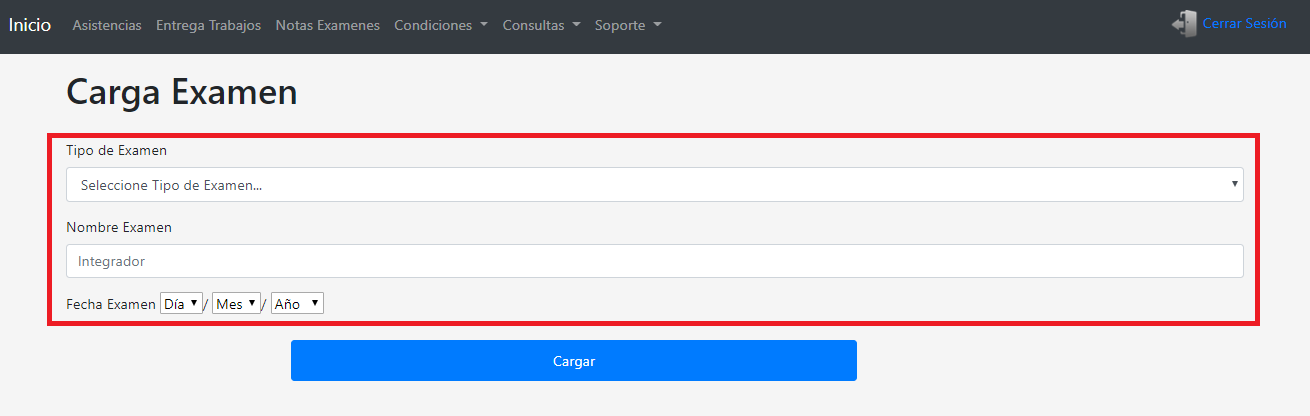 Inicio Asistencias Entrega Trabajos Notas Examenes Condiciones Consultas Soporte Cerrar Sesión
Carga Examen
Tipo de Examen
Seleccione Tipo de Examen...
Nombre Examen
Integrador
Fecha Examen Día / Mes / Año
Cargar